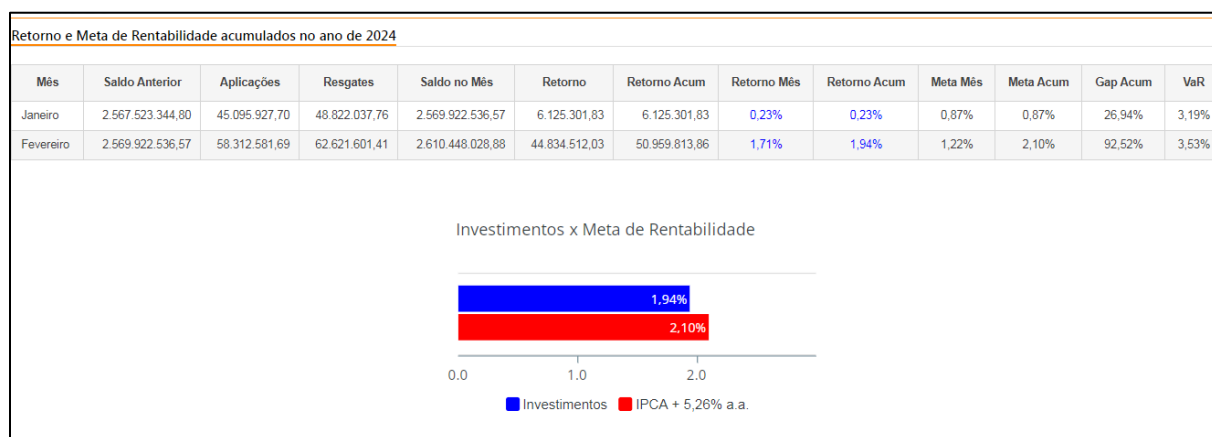 Retorno e Meta de Rentabilidade acumulados no ano de 2024
Mês Saldo Anterior Aplicações Resgates Saldo no Mês Retorno Retorno Acum Retorno Mês Retorno Acum Meta Mês Meta Acum Gap Acum VaR
Janeiro 2.567.523.344,80 45.095.927,70 48.822.037,76 2.569.922.536,57 6.125.301,83 6.125.301,83 0,23% 0,23% 0,87% 0,87% 26,94% 3,19%
Fevereiro 2.569.922.536,57 58.312.581,69 62.621.601,41 2.610.448.028,88 44.834.512,03 50.959.813,86 1,71% 1,94% 1,22% 2,10% 92,52% 3,53%
Investimentos x Meta de Rentabilidade
1,94%
2,10%
0.0 1.0 2.0
Investimentos IPCA + 5,26% a.a.